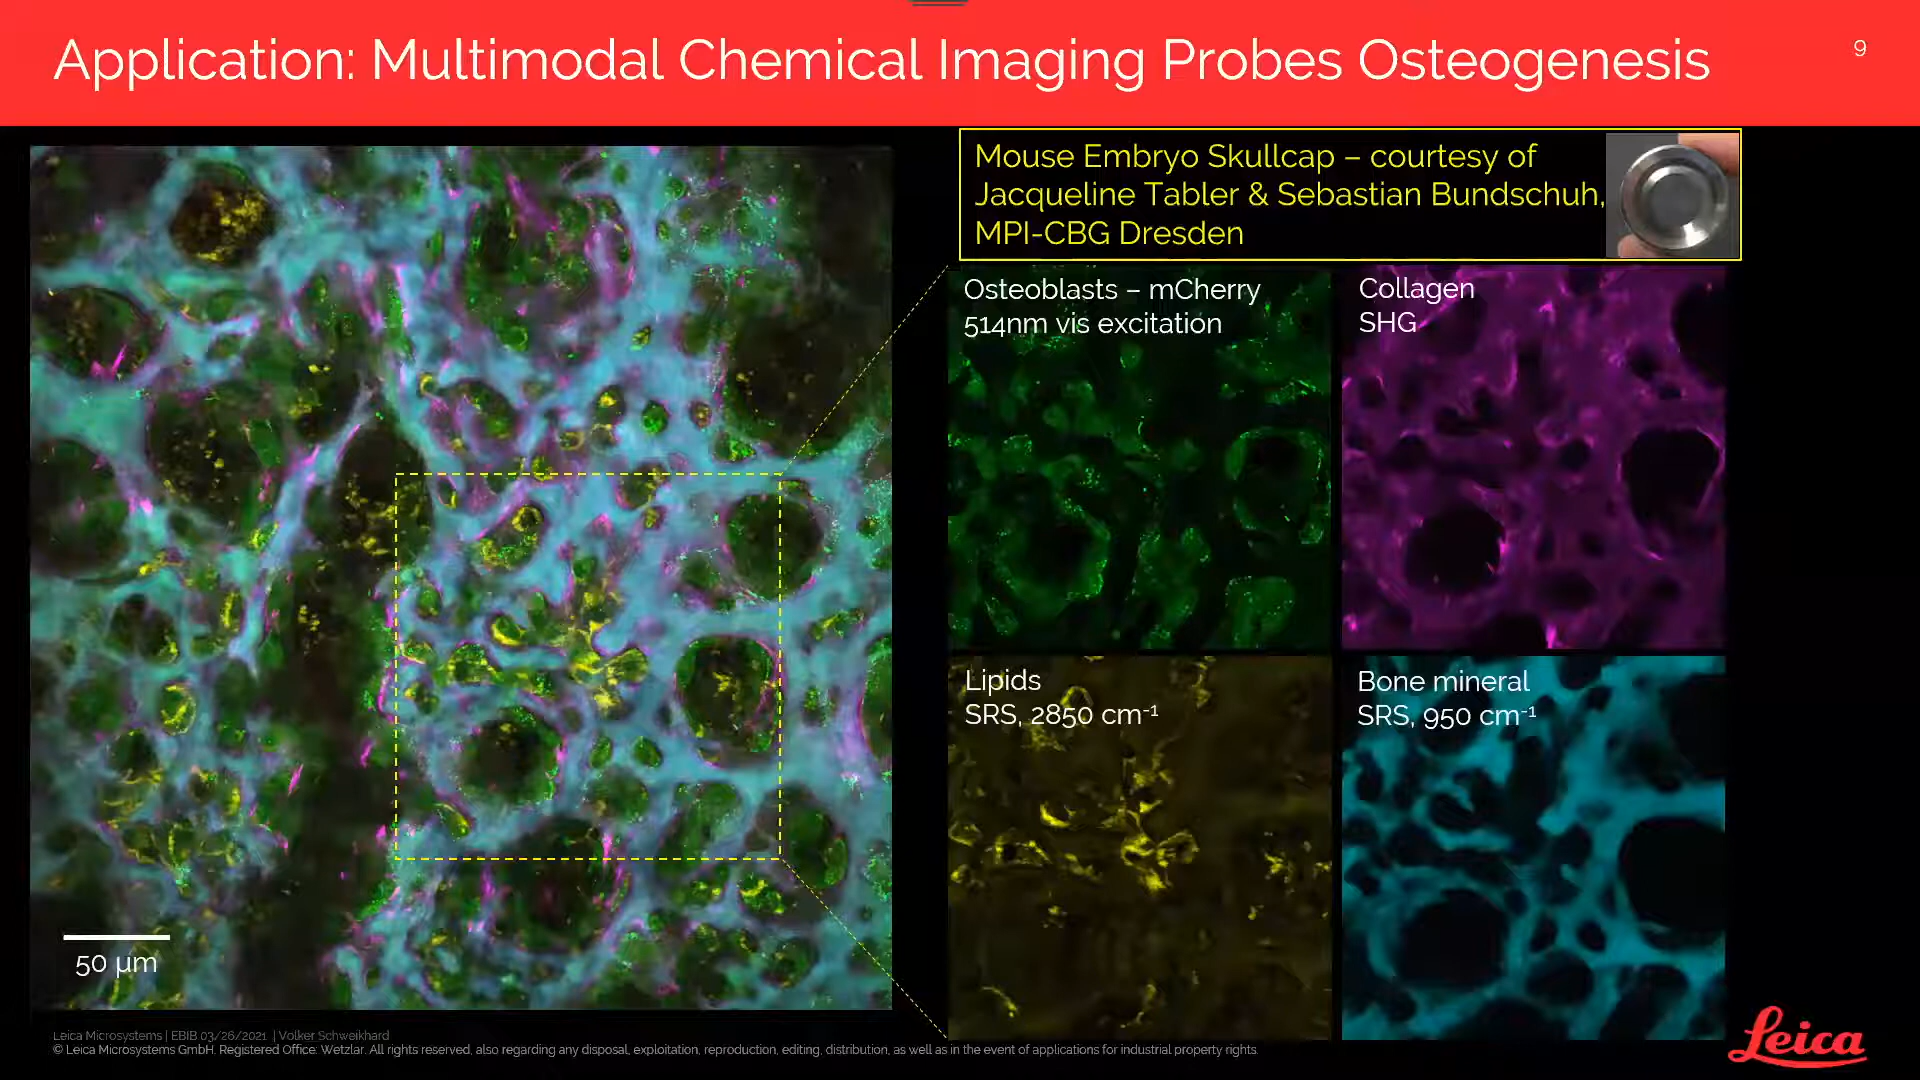 Application: Multimodal Chemical Imaging Probes Osteogenesis
9
Mouse Embryo Skullcap – courtesy of
Jacqueline Tabler & Sebastian Bundschuh,
MPI-CBG Dresden
Osteoblasts – mCherry
514nm vis excitation
Collagen
SHG
Lipids
SRS, 2850 cm⁻¹
Bone mineral
SRS, 950 cm⁻¹
50 µm
Leica Microsystems | EBIB 03/26/2021 | Volker Schweikhard
© Leica Microsystems GmbH. Registered Office: Wetzlar. All rights reserved, also regarding any disposal, exploitation, reproduction, editing, distribution, as well as in the event of applications for industrial property rights.
Leica